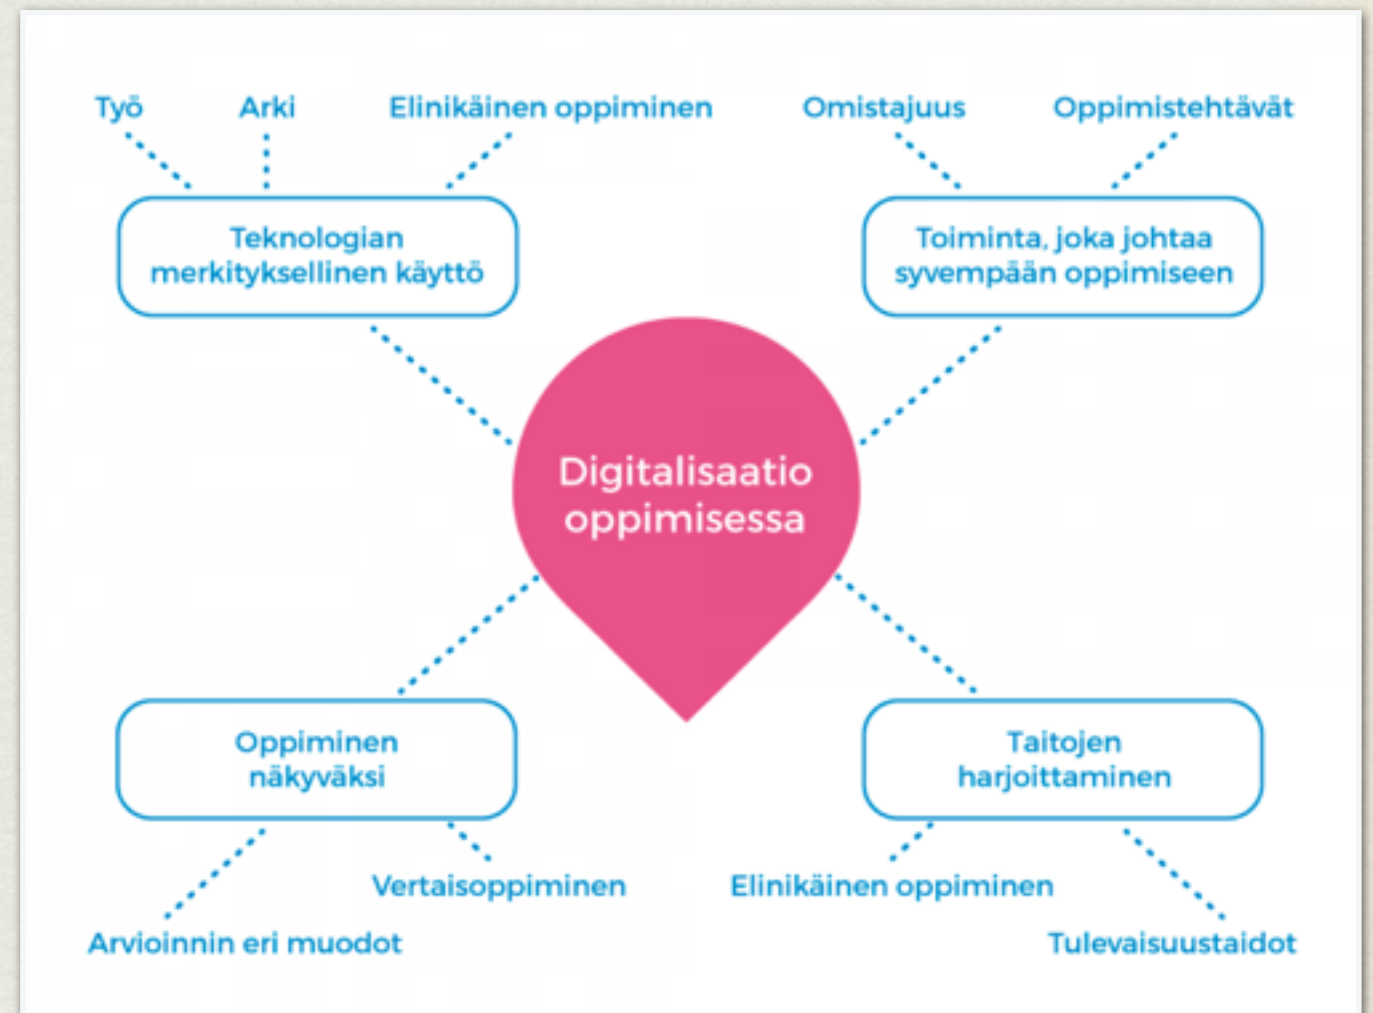 Työ
Arki
Elinikäinen oppiminen
Omistajuus
Oppimistehtävät
Teknologian
merkityksellinen käyttö
Toiminta, joka johtaa
syvempään oppimiseen
Digitalisaatio
oppimisessa
Oppiminen
näkyväksi
Taitojen
harjoittaminen
Vertaisoppiminen
Elinikäinen oppiminen
Arvioinnin eri muodot
Tulevaisuustaidot